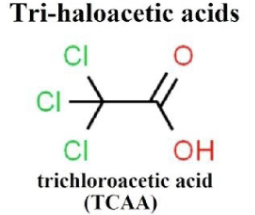 Tri-haloacetic acids
Cl
O
Cl
Cl
OH
trichloroacetic acid
(TCAA)